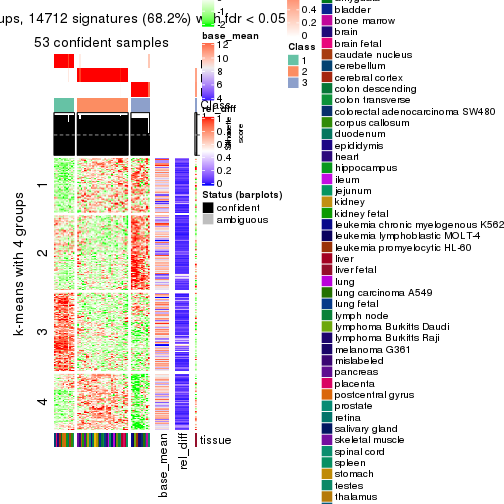 ups, 14712 signatures (68.2%) with fdr < 0.05
53 confident samples
1
2
3
4
k-means with 4 groups
base_mean
rel_diff
tissue
0
base_mean
12
10
8
6
4
Class
rel_diff
1
0.8
0.6
0.4
0.2
0
Silhouette
score
Status (barplots)
confident
ambiguous
0.4
0.2
0
Class
1
2
3
bladder
bone marrow
brain
brain fetal
caudate nucleus
cerebellum
cerebral cortex
colon descending
colon transverse
colorectal adenocarcinoma SW480
corpus callosum
duodenum
epididymis
heart
hippocampus
ileum
jejunum
kidney
kidney fetal
leukemia chronic myelogenous K562
leukemia lymphoblastic MOLT-4
leukemia promyelocytic HL-60
liver
liver fetal
lung
lung carcinoma A549
lung fetal
lymph node
lymphoma Burkitts Daudi
lymphoma Burkitts Raji
melanoma G361
mislabeled
pancreas
placenta
postcentral gyrus
prostate
retina
salivary gland
skeletal muscle
spinal cord
spleen
stomach
testes
thalamus